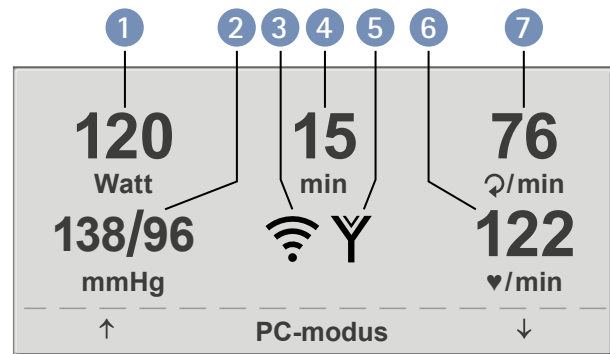 1 2 3 4 5 6 7
120 15 76
Watt min /min
138/96 122
mmHg ♥/min
↑ PC-modus ↓